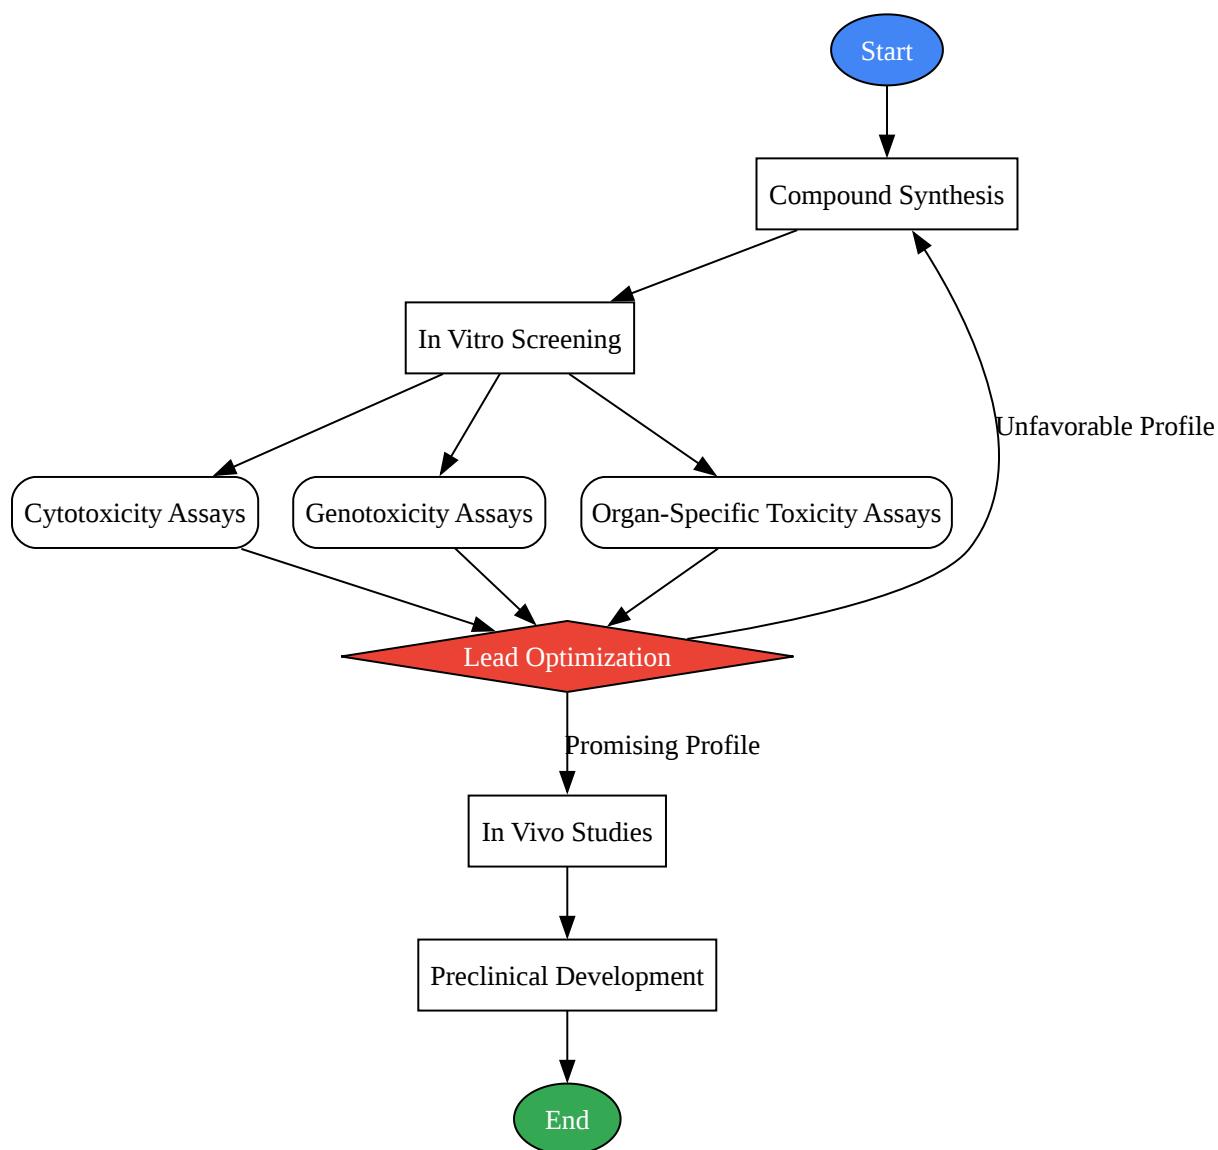 Start
Compound Synthesis
In Vitro Screening
Unfavorable Profile
Cytotoxicity Assays
Genotoxicity Assays
Organ-Specific Toxicity Assays
Lead Optimization
Promising Profile
In Vivo Studies
Preclinical Development
End